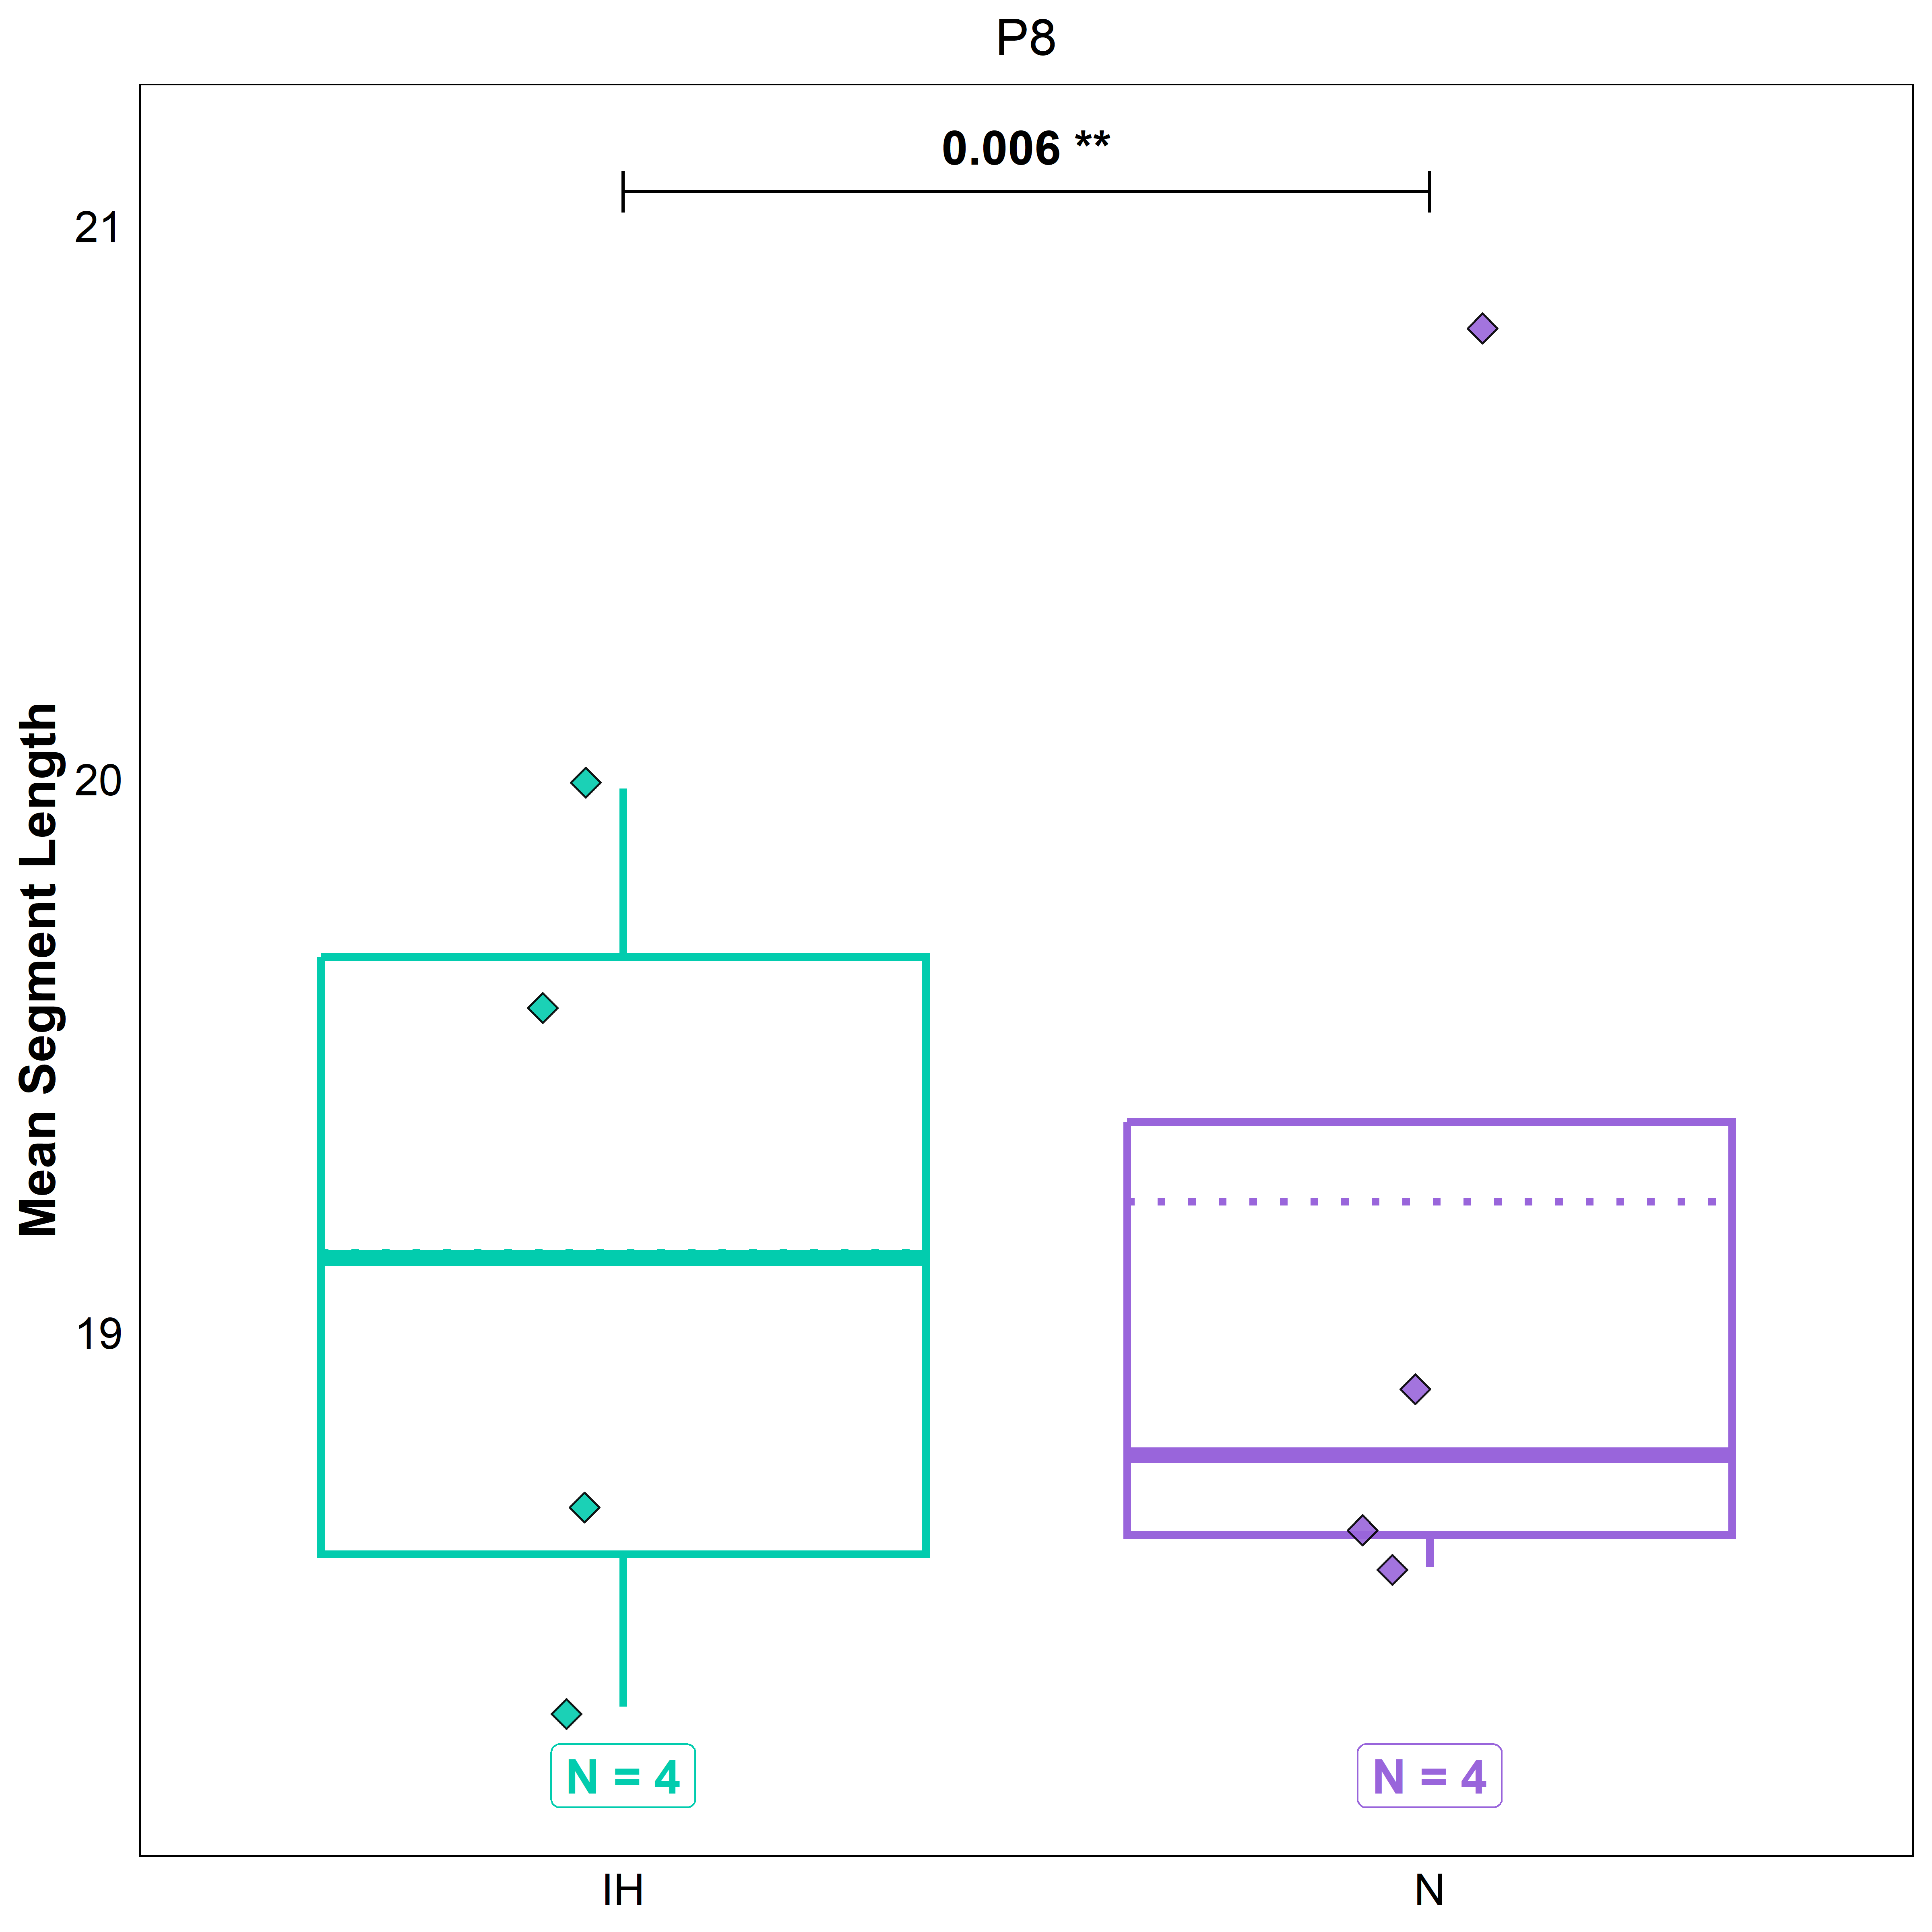 P8
0.006 **
21
20
19
Mean Segment Length
N = 4
N = 4
IH
N